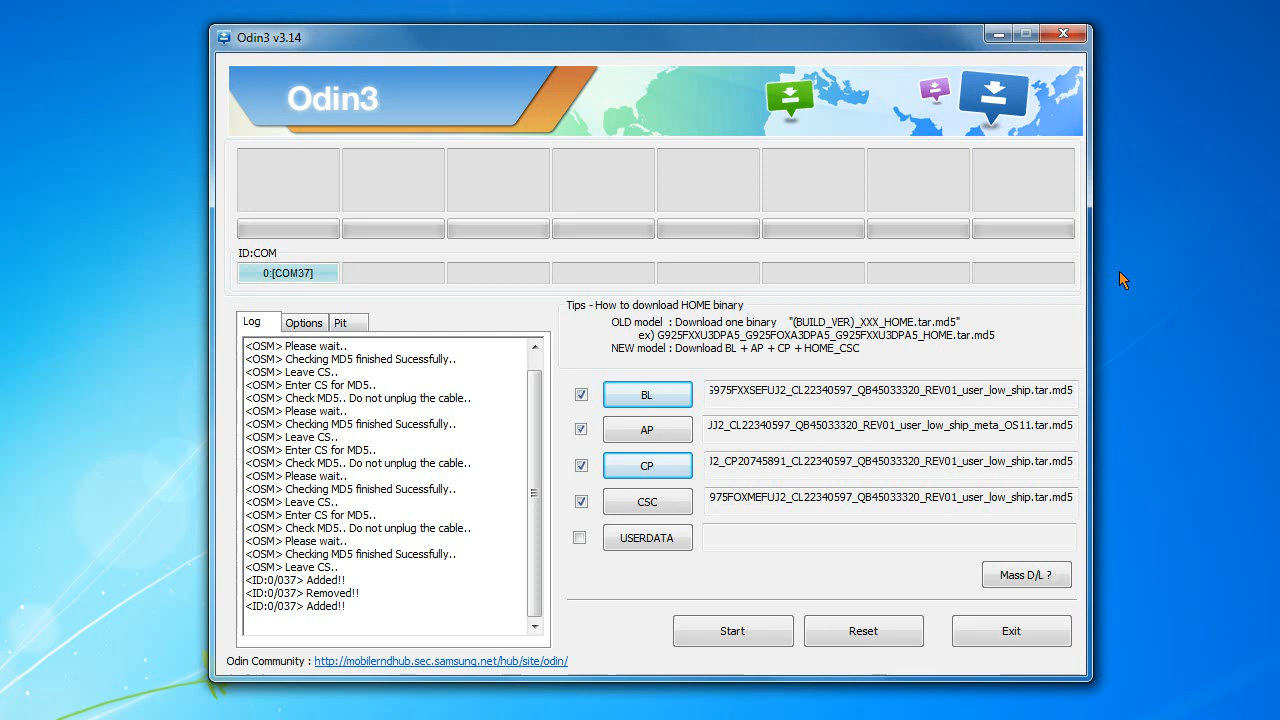 Odin3 v3.14
Odin3
ID:COM
0:[COM37]
Log
Options
Pit
<OSM> Please wait..
<OSM> Checking MD5 finished Sucessfully..
<OSM> Leave CS..
<OSM> Enter CS for MD5..
<OSM> Check MD5.. Do not unplug the cable..
<OSM> Please wait..
<OSM> Checking MD5 finished Sucessfully..
<OSM> Leave CS..
<OSM> Enter CS for MD5..
<OSM> Check MD5.. Do not unplug the cable..
<OSM> Please wait..
<OSM> Checking MD5 finished Sucessfully..
<OSM> Leave CS..
<OSM> Enter CS for MD5..
<OSM> Check MD5.. Do not unplug the cable..
<OSM> Please wait..
<OSM> Checking MD5 finished Sucessfully..
<OSM> Leave CS..
<ID:0/037> Added!!
<ID:0/037> Removed!!
<ID:0/037> Added!!
Tips - How to download HOME binary
OLD model : Download one binary "(BUILD_VER)_XXX_HOME.tar.md5"
ex) G925FXXU3DPA5_G925FOXA3DPA5_G925FXXU3DPA5_HOME.tar.md5
NEW model : Download BL + AP + CP + HOME_CSC
BL G975FXXSEFUJ2_CL22340597_QB45033320_REV01_user_low_ship.tar.md5
AP JJ2_CL22340597_QB45033320_REV01_user_low_ship_meta_OS11.tar.md5
CP J2_CP20745891_CL22340597_QB45033320_REV01_user_low_ship.tar.md5
CSC 975FOXMEFUJ2_CL22340597_QB45033320_REV01_user_low_ship.tar.md5
USERDATA
Mass D/L ?
Start
Reset
Exit
Odin Community : http://mobilerndhub.sec.samsung.net/hub/site/odin/